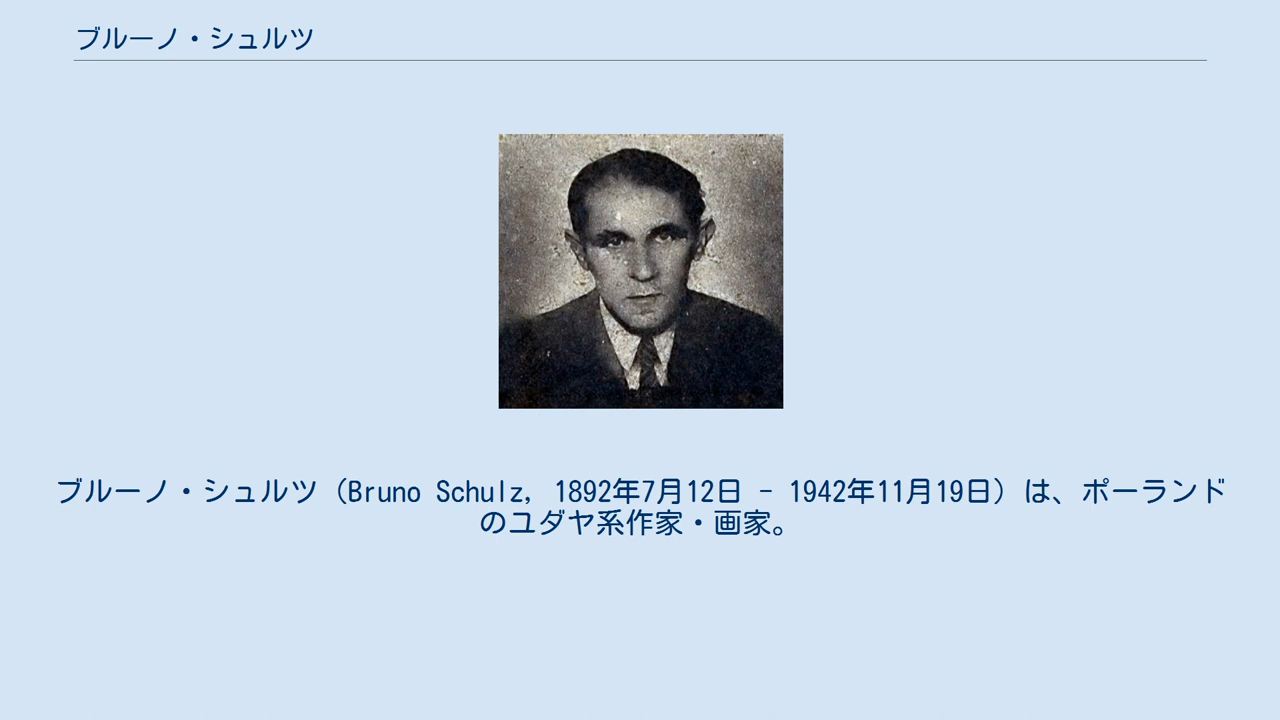 ブルーノ・シュルツ
ブルーノ・シュルツ（Bruno Schulz, 1892年7月12日 - 1942年11月19日）は、ポーランド
のユダヤ系作家・画家。